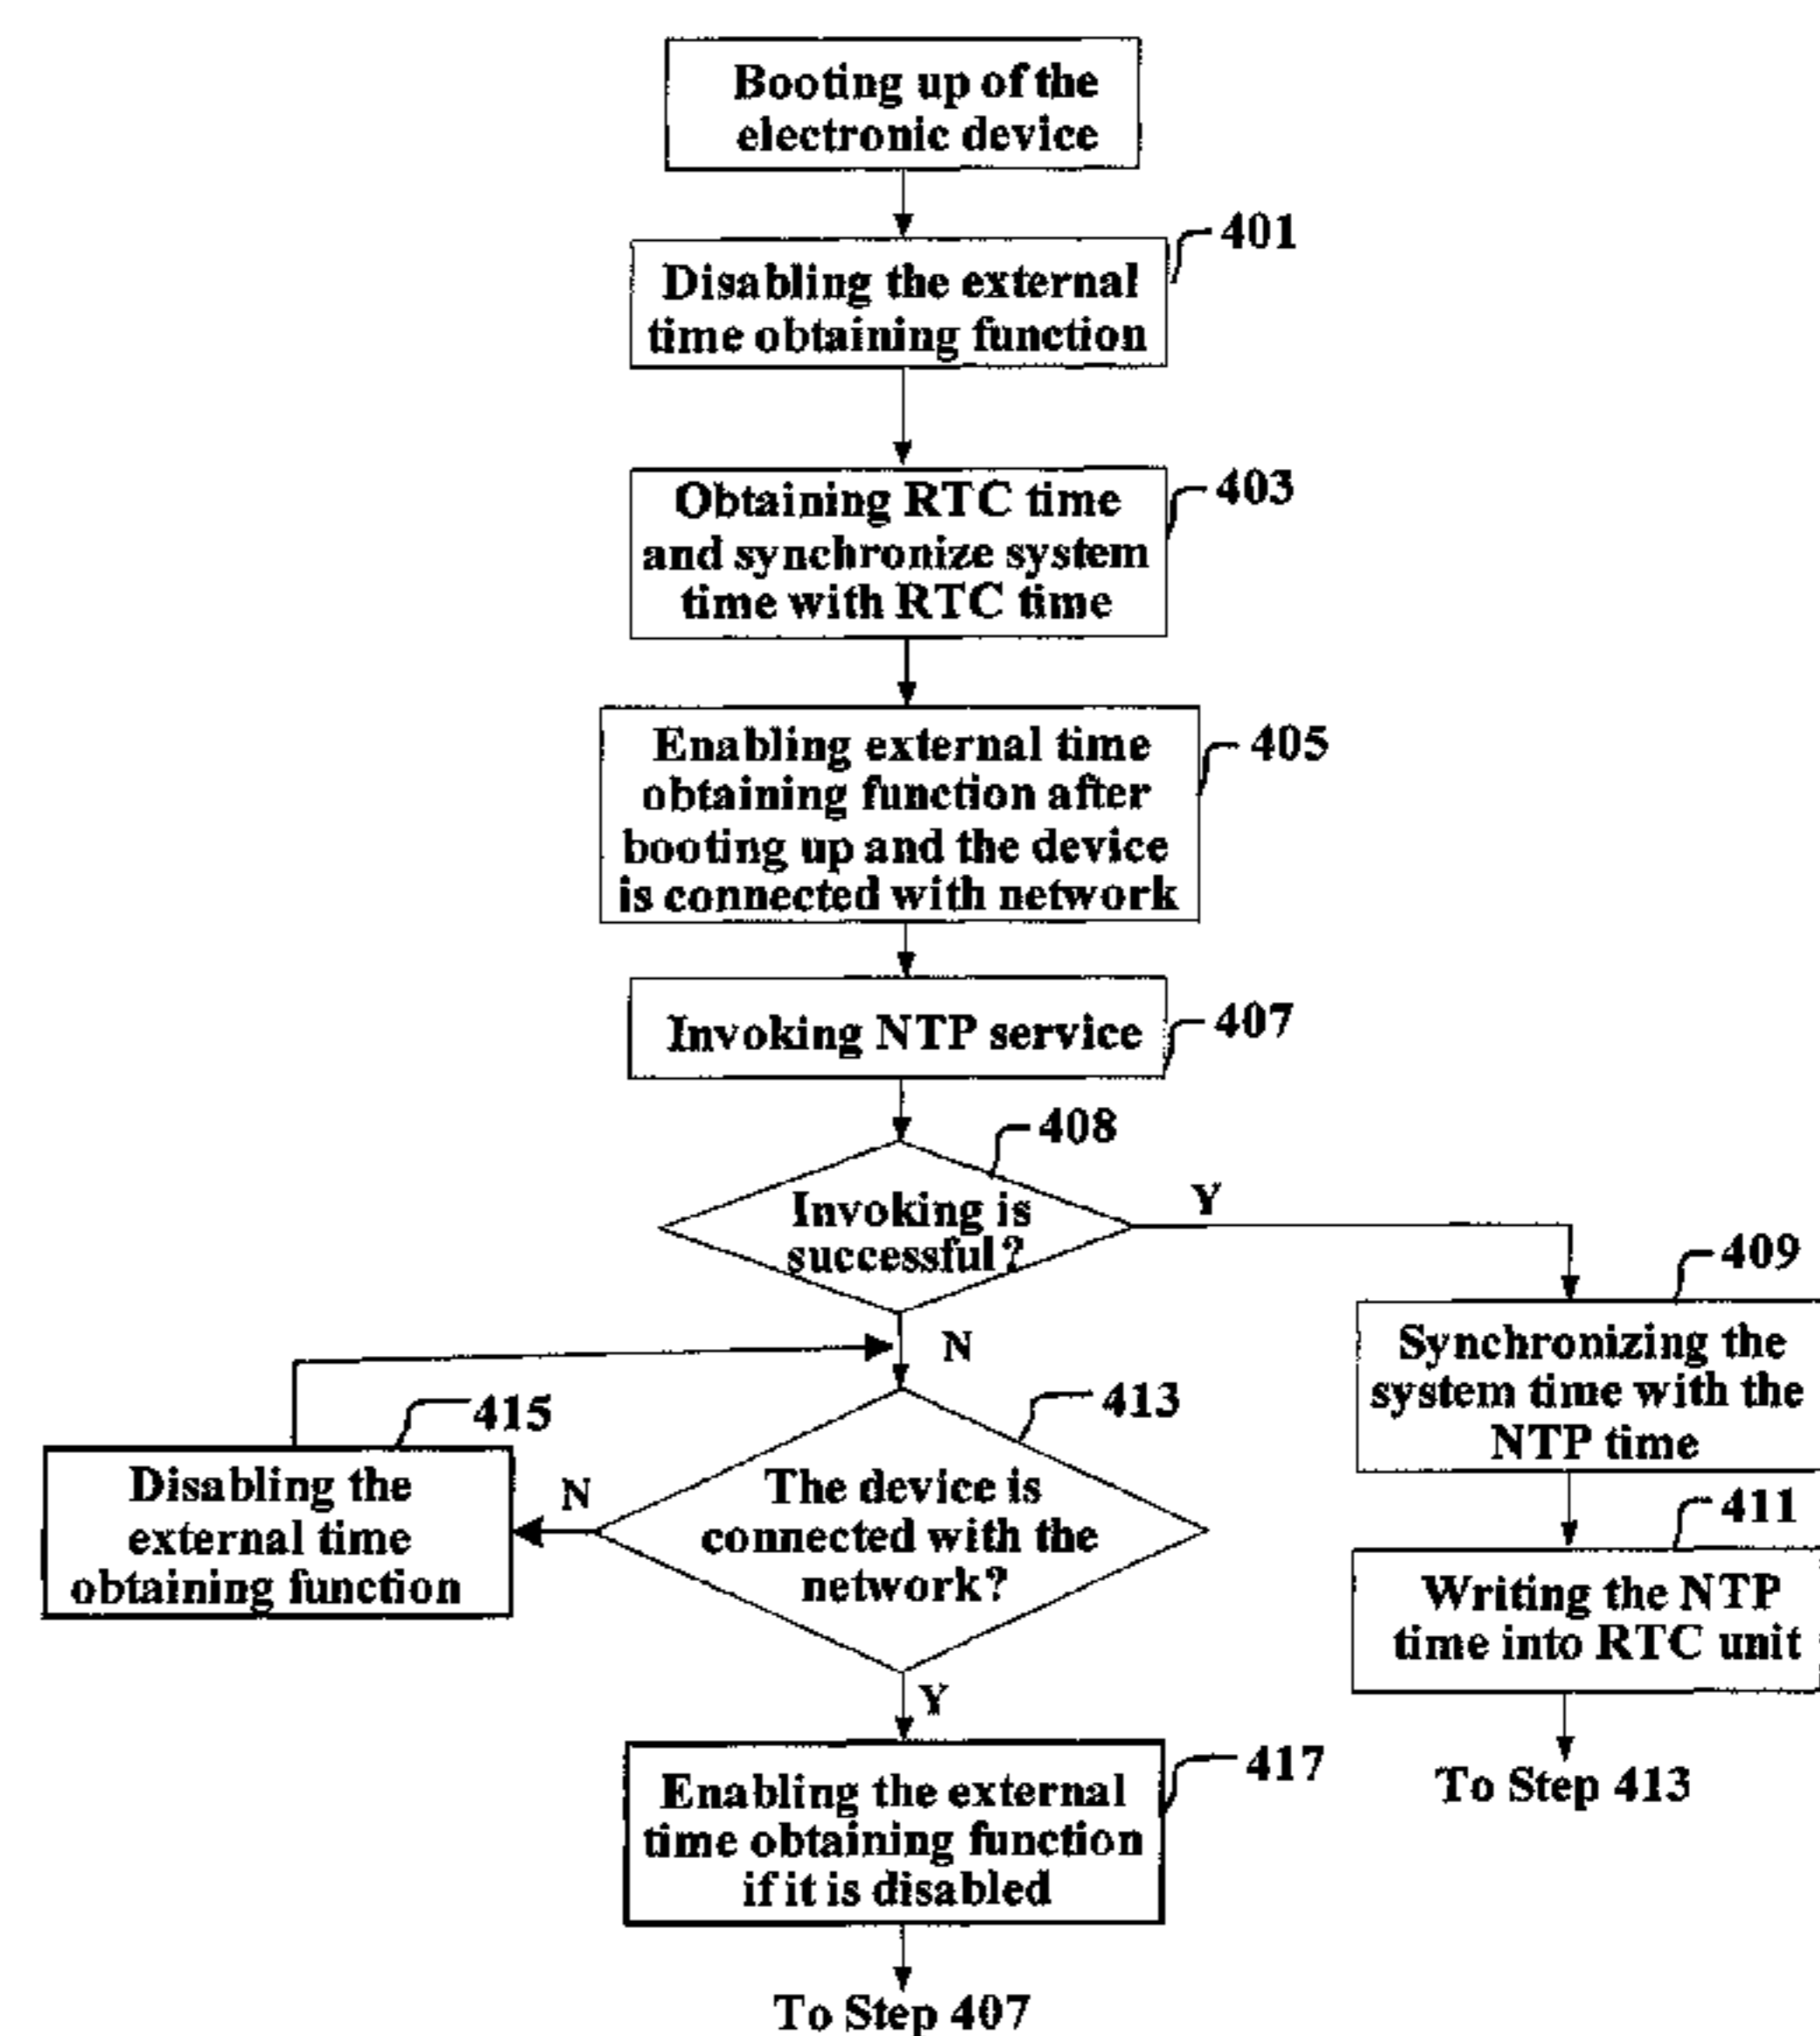 Booting up of the
electronic device
401
Disabling the external
time obtaining function
403
Obtaining RTC time
and synchronize system
time with RTC time
405
Enabling external time
obtaining function after
booting up and the device
is connected with network
407
Invoking NTP service
408
Invoking is
successful?
Y
N
409
Synchronizing the
system time with the
NTP time
411
Writing the NTP
time into RTC unit
To Step 413
413
The device is
connected with the
network?
N
415
Disabling the
external time
obtaining function
Y
417
Enabling the external
time obtaining function
if it is disabled
To Step 407